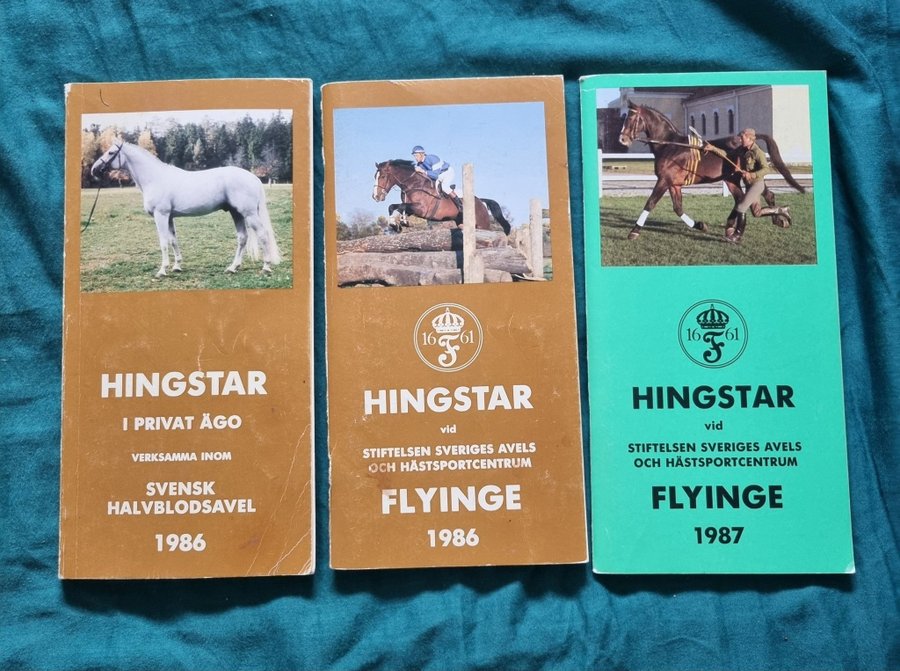 HINGSTAR
I PRIVAT ÄGO
VERKSAMMA INOM
SVENSK
HALVBLODSAVEL
1986
16 F 61
HINGSTAR
vid
STIFTELSEN SVERIGES AVELS
OCH HÄSTSPORTCENTRUM
FLYINGE
1986
16 F 61
HINGSTAR
vid
STIFTELSEN SVERIGES AVELS
OCH HÄSTSPORTCENTRUM
FLYINGE
1987